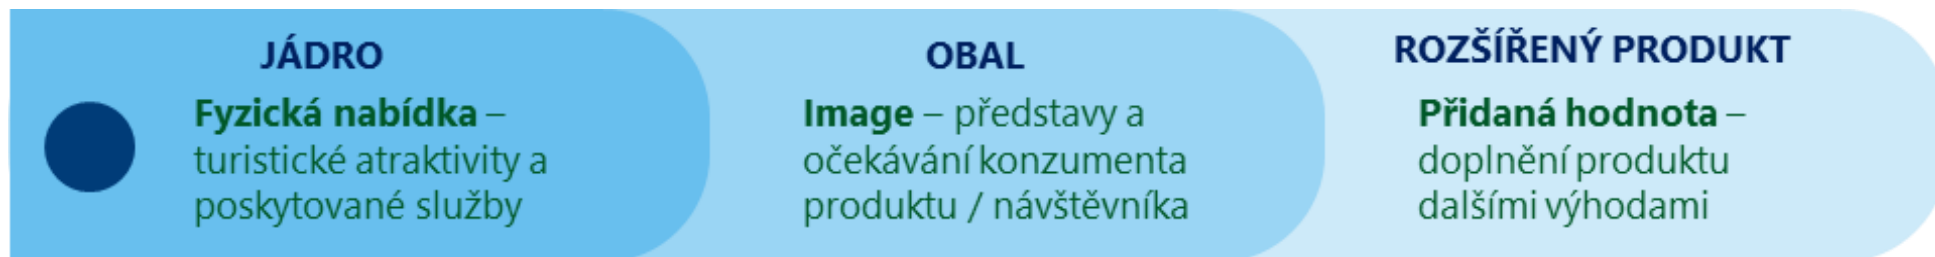 JÁDRO
Fyzická nabídka –
turistické atraktivity a
poskytované služby
OBAL
Image – představy a
očekávání konzumenta
produktu / návštěvníka
ROZŠÍŘENÝ PRODUKT
Přidaná hodnota –
doplnění produktu
dalšími výhodami